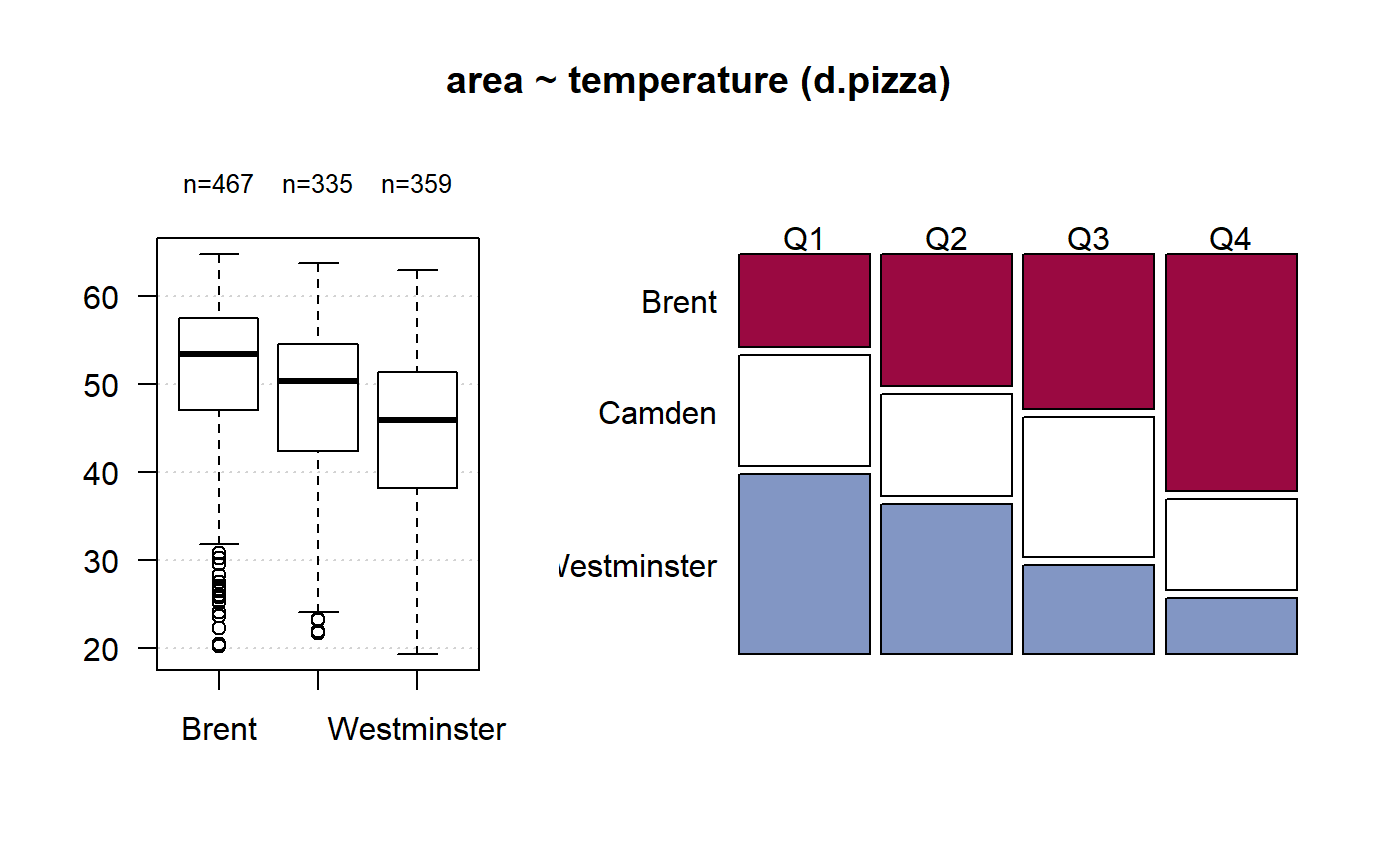 area ~ temperature (d.pizza)
n=467 n=335 n=359
60
50
40
30
20
Brent Westminster
Q1 Q2 Q3 Q4
Brent
Camden
Westminster